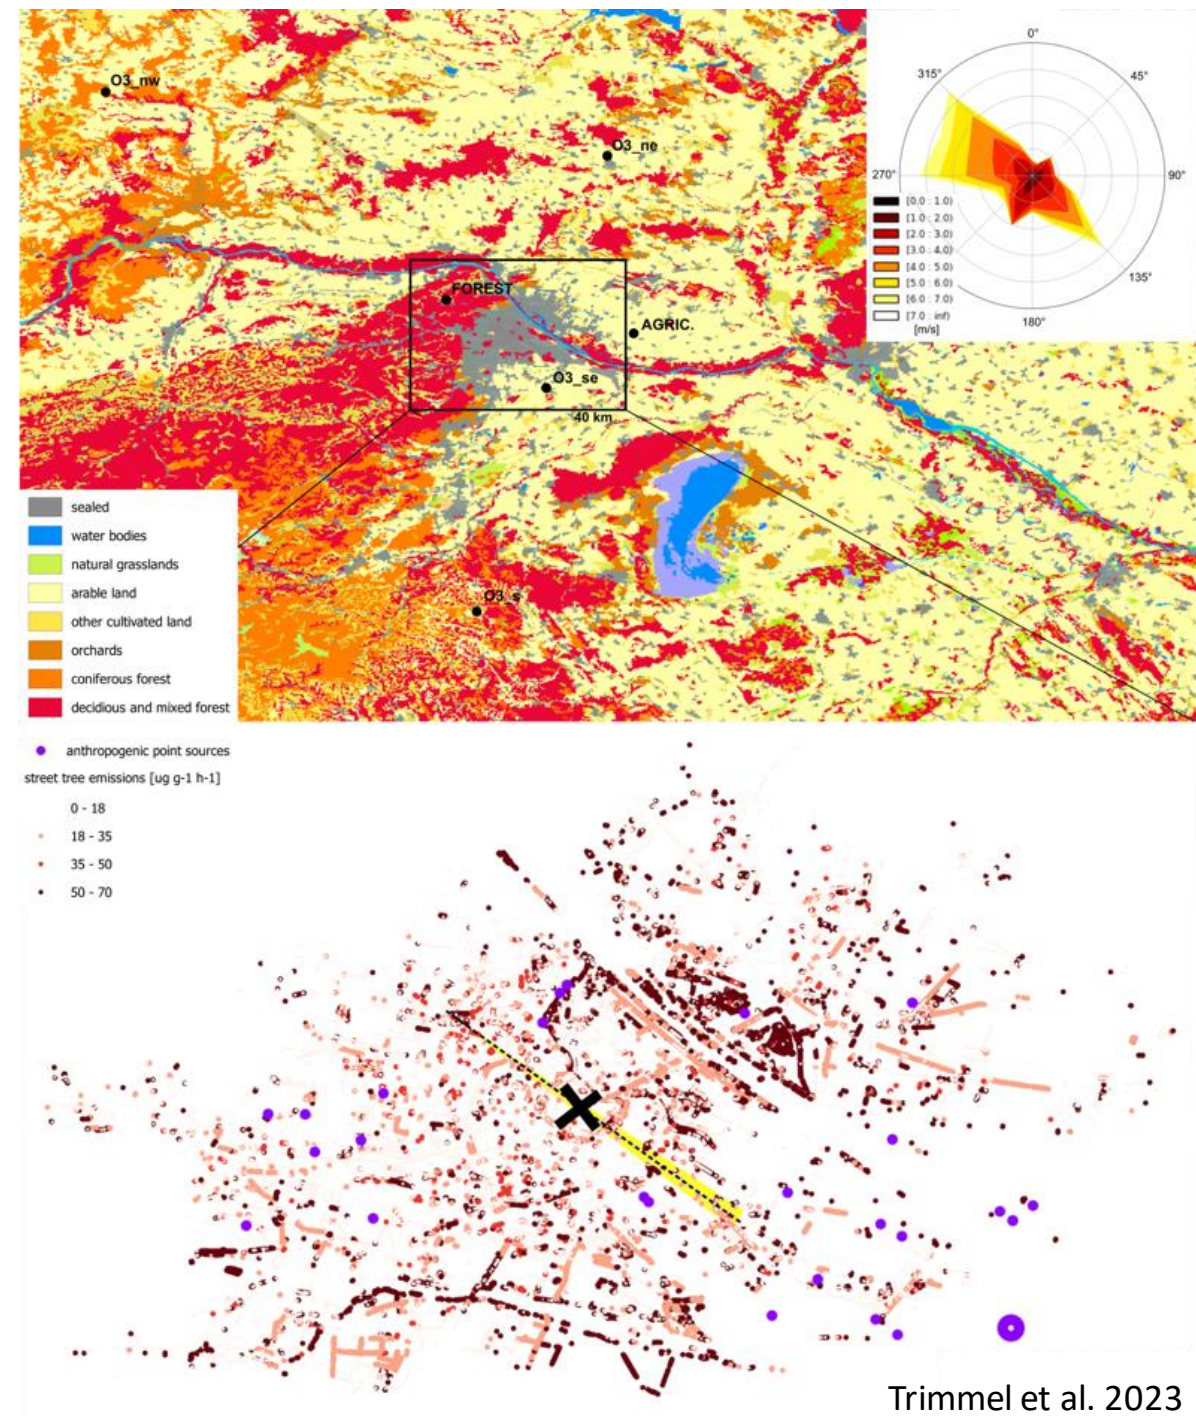 O3_nw
O3_ne
FOREST
AGRIC.
O3_se
40 km
O3_s
0°
45°
90°
135°
180°
270°
315°
[0.0 : 1.0)
[1.0 : 2.0)
[2.0 : 3.0)
[3.0 : 4.0)
[4.0 : 5.0)
[5.0 : 6.0)
[6.0 : 7.0)
[7.0 : inf)
[m/s]
sealed
water bodies
natural grasslands
arable land
other cultivated land
orchards
coniferous forest
decidious and mixed forest
anthropogenic point sources
street tree emissions [ug g-1 h-1]
0 - 18
18 - 35
35 - 50
50 - 70
Trimmel et al. 2023